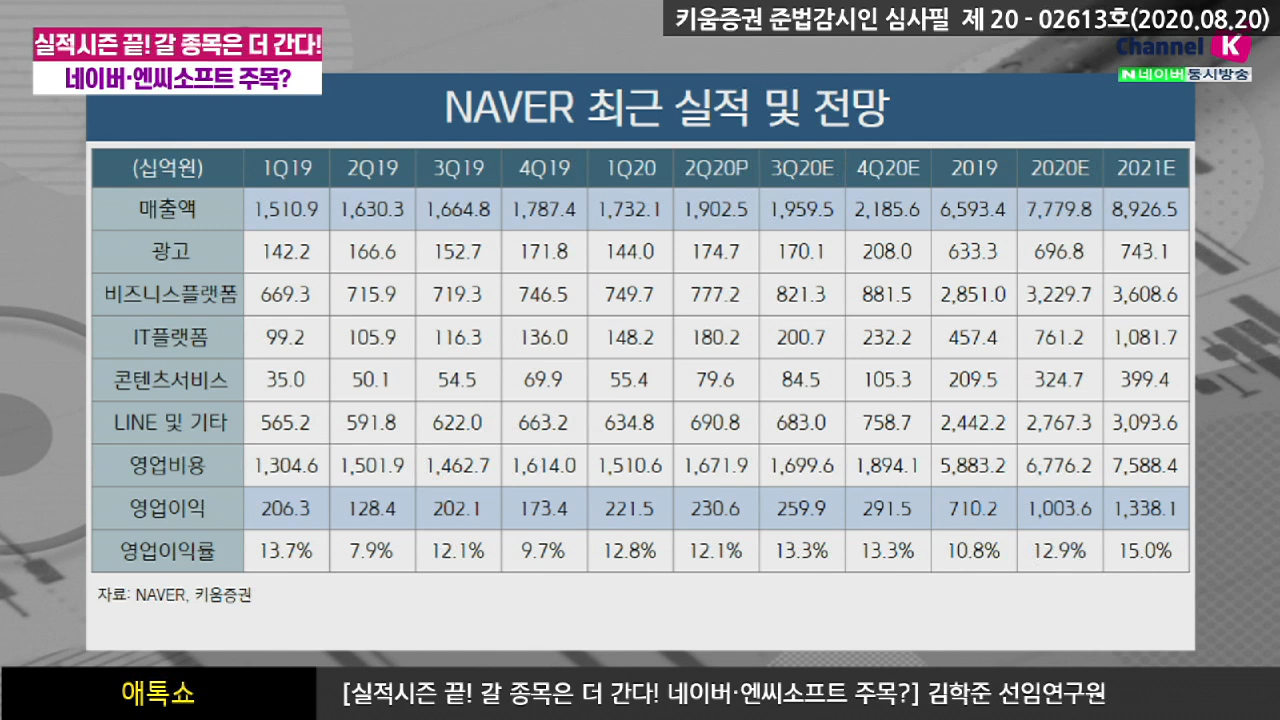 키움증권 준법감시인 심사필 제 20 - 02613호(2020.08.20)
실적시즌 끝! 갈 종목은 더 간다!
네이버·엔씨소프트 주목?
Channel K
N 네이버 동시방송
NAVER 최근 실적 및 전망
(십억원) 1Q19 2Q19 3Q19 4Q19 1Q20 2Q20P 3Q20E 4Q20E 2019 2020E 2021E
매출액 1,510.9 1,630.3 1,664.8 1,787.4 1,732.1 1,902.5 1,959.5 2,185.6 6,593.4 7,779.8 8,926.5
광고 142.2 166.6 152.7 171.8 144.0 174.7 170.1 208.0 633.3 696.8 743.1
비즈니스플랫폼 669.3 715.9 719.3 746.5 749.7 777.2 821.3 881.5 2,851.0 3,229.7 3,608.6
IT플랫폼 99.2 105.9 116.3 136.0 148.2 180.2 200.7 232.2 457.4 761.2 1,081.7
콘텐츠서비스 35.0 50.1 54.5 69.9 55.4 79.6 84.5 105.3 209.5 324.7 399.4
LINE 및 기타 565.2 591.8 622.0 663.2 634.8 690.8 683.0 758.7 2,442.2 2,767.3 3,093.6
영업비용 1,304.6 1,501.9 1,462.7 1,614.0 1,510.6 1,671.9 1,699.6 1,894.1 5,883.2 6,776.2 7,588.4
영업이익 206.3 128.4 202.1 173.4 221.5 230.6 259.9 291.5 710.2 1,003.6 1,338.1
영업이익률 13.7% 7.9% 12.1% 9.7% 12.8% 12.1% 13.3% 13.3% 10.8% 12.9% 15.0%
자료: NAVER, 키움증권
애톡쇼
[실적시즌 끝! 갈 종목은 더 간다! 네이버·엔씨소프트 주목?] 김학준 선임연구원